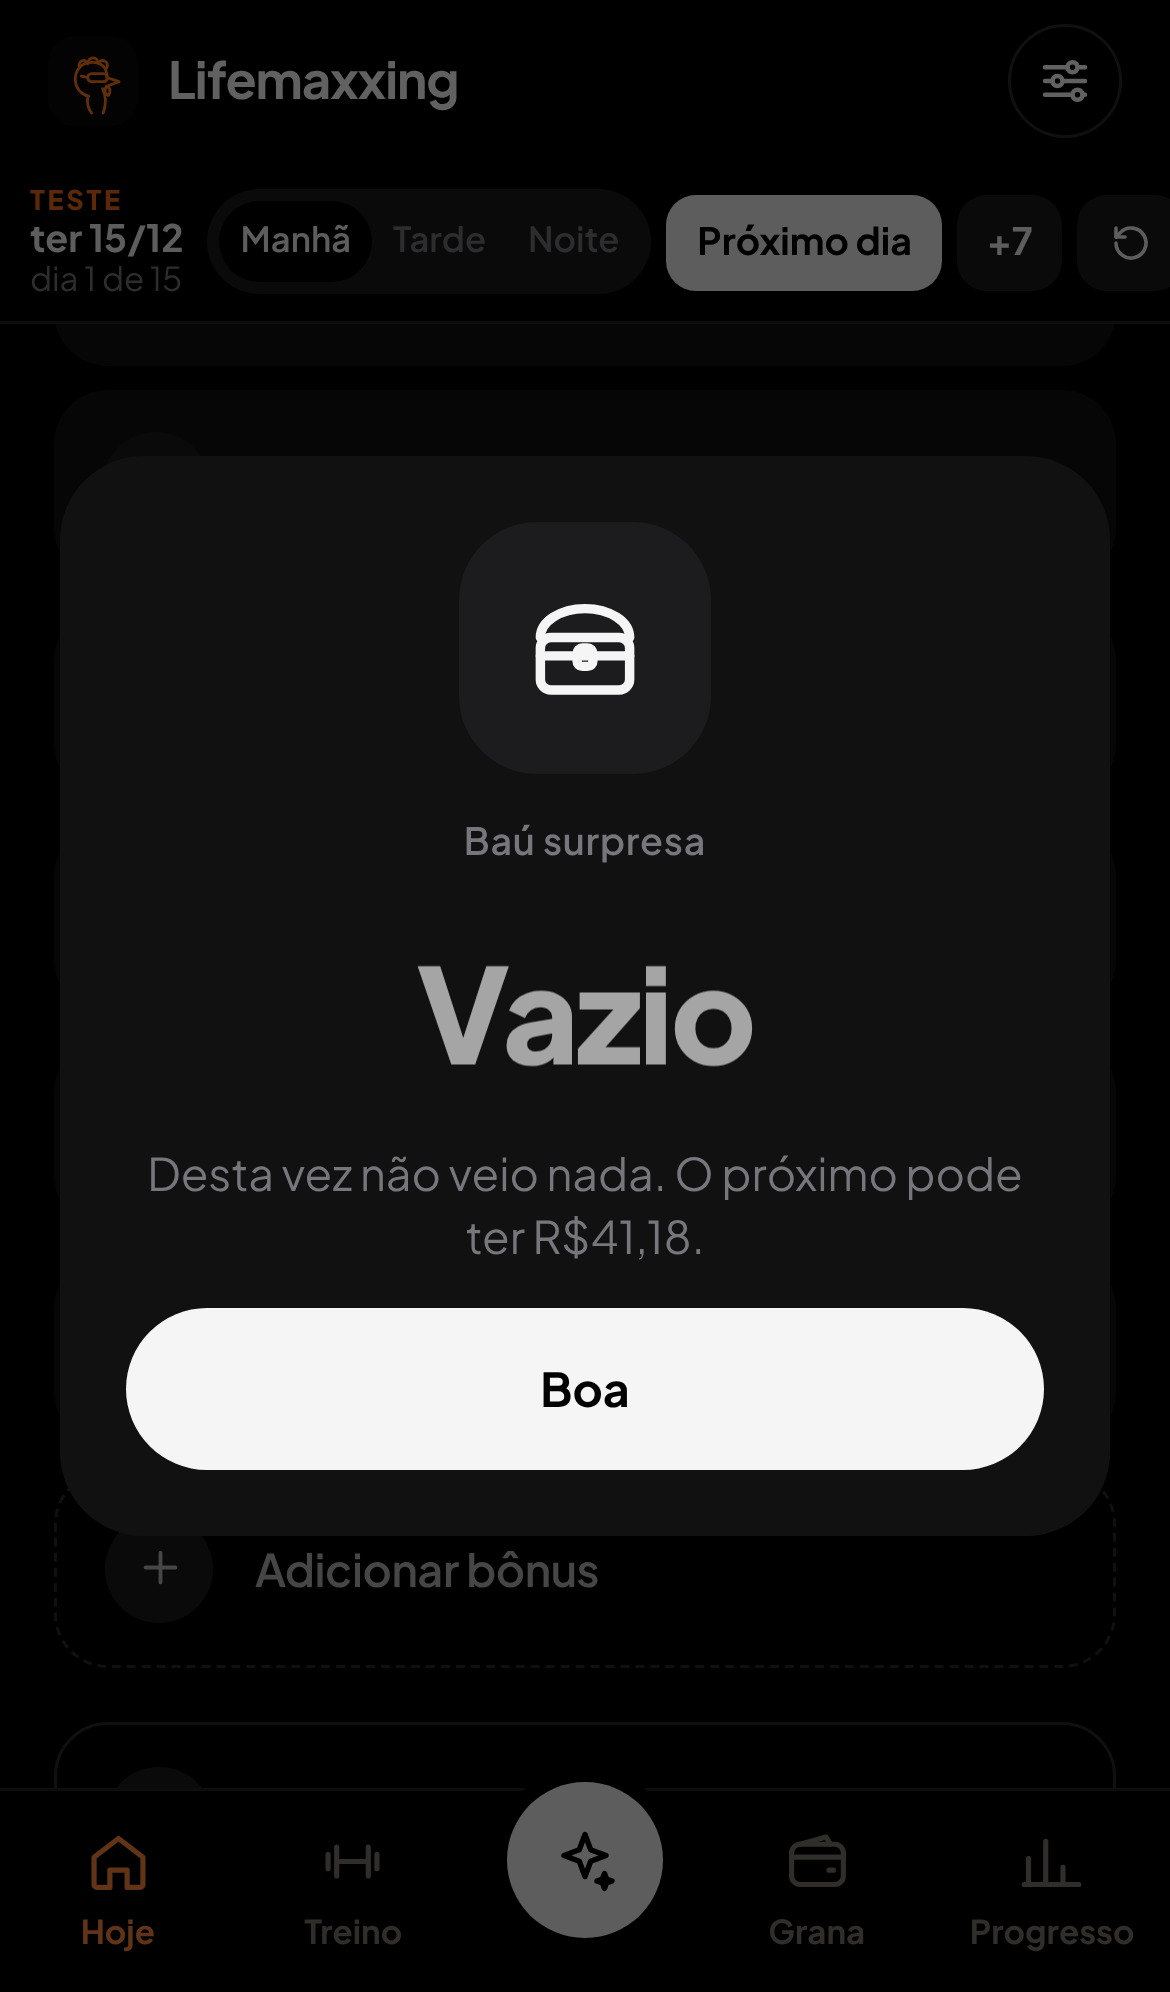 Lifemaxxing
TESTE
ter 15/12
dia 1 de 15
Manhã
Tarde
Noite
Próximo dia
+7
Baú surpresa
Vazio
Desta vez não veio nada. O próximo pode
ter R$41,18.
Boa
Adicionar bônus
Hoje
Treino
Grana
Progresso